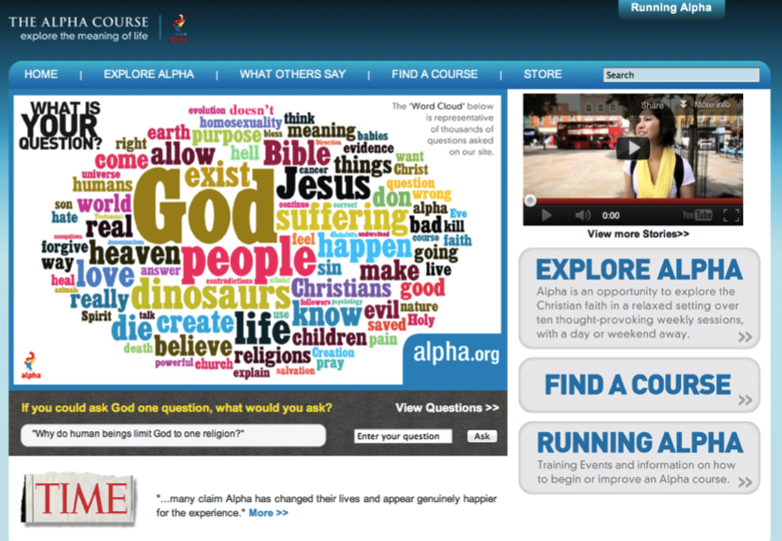 Running Alpha
THE ALPHA COURSE
explore the meaning of life
Alpha
HOME | EXPLORE ALPHA | WHAT OTHERS SAY | FIND A COURSE | STORE
Search
WHAT IS
YOUR
QUESTION?
The 'Word Cloud' below
is representative
of thousands of
questions asked
on our site.
evolution doesn't
homosexuality think
earth purpose bless meaning babies
right allow hell Bible Direction evidence
come exist cancer things want
universe Christ
humans God Jesus question
son world don wrong
hate continue correct alpha Eve
real suffering bad kill
forgive heaven people feel understand course faith
way happen going
heal love answer sin make live
contradictions
really dinosaurs Christians good
Spirit talk use followers psychology nature
die create life know evil Holy
death children saved
believe religions Creation pain
powerful church pray
explain salvation
alpha.org
alpha
If you could ask God one question, what would you ask?
View Questions >>
"Why do human beings limit God to one religion?"
Enter your question
Ask
Share More info
0:00
YouTube
View more Stories>>
EXPLORE ALPHA
Alpha is an opportunity to explore the
Christian faith in a relaxed setting over
ten thought-provoking weekly sessions,
with a day or weekend away.
>>
FIND A COURSE
>>
RUNNING ALPHA
Training Events and information on how
to begin or improve an Alpha course.
>>
TIME
"...many claim Alpha has changed their lives and appear genuinely happier
for the experience." More >>